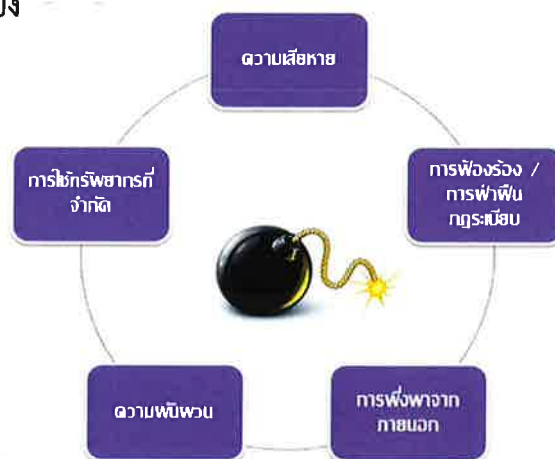 ความเสียหาย
การใช้ทรัพยากรที่
จำกัด
การฟ้องร้อง /
การฝ่าฝืน
กฎระเบียบ
ความผันผวน
การพึ่งพาจาก
ภายนอก